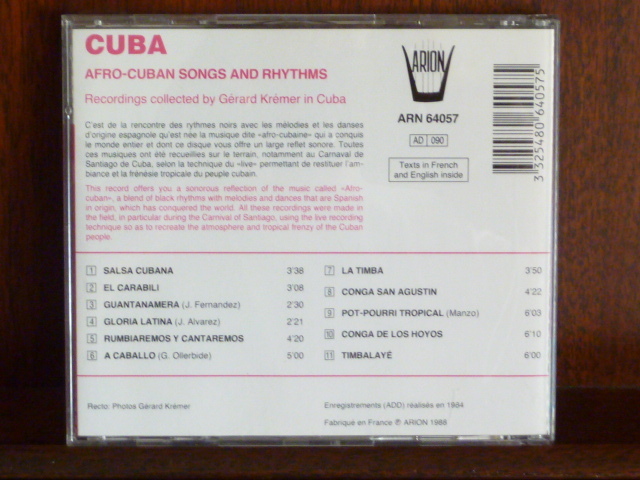 CUBA
AFRO-CUBAN SONGS AND RHYTHMS
Recordings collected by Gérard Krémer in Cuba
C'est de la rencontre des rythmes noirs avec les mélodies et les danses
d'origine espagnole qu'est née la musique dite «afro-cubaine» qui a conquis
le monde entier et dont ce disque vous offre un large reflet sonore. Toutes
ces musiques ont été recueillies sur le terrain, notamment au Carnaval de
Santiago de Cuba, selon la technique du «live» permettant de restituer l'am-
biance et la frénésie tropicale du peuple cubain.
This record offers you a sonorous reflection of the music called «Afro-
cuban», a blend of black rhythms with melodies and dances that are Spanish
in origin, which has conquered the world. All these recordings were made in
the field, in particular during the Carnival of Santiago, using the live recording
technique so as to recreate the atmosphere and tropical frenzy of the Cuban
people.
ARION
ARN 64057
AD 090
Texts in French
and English inside
3 325480 640575
1 SALSA CUBANA 3'38
2 EL CARABILI 3'08
3 GUANTANAMERA (J. Fernandez) 2'30
4 GLORIA LATINA (J. Alvarez) 2'21
5 RUMBIAREMOS Y CANTAREMOS 4'20
6 A CABALLO (G. Ollerbide) 5'00
7 LA TIMBA 3'50
8 CONGA SAN AGUSTIN 4'22
9 POT-POURRI TROPICAL (Manzo) 6'03
10 CONGA DE LOS HOYOS 6'10
11 TIMBALAYÉ 6'00
Recto: Photos Gérard Krémer
Enregistrements (ADD) réalisés en 1984
Fabriqué en France ℗ ARION 1988